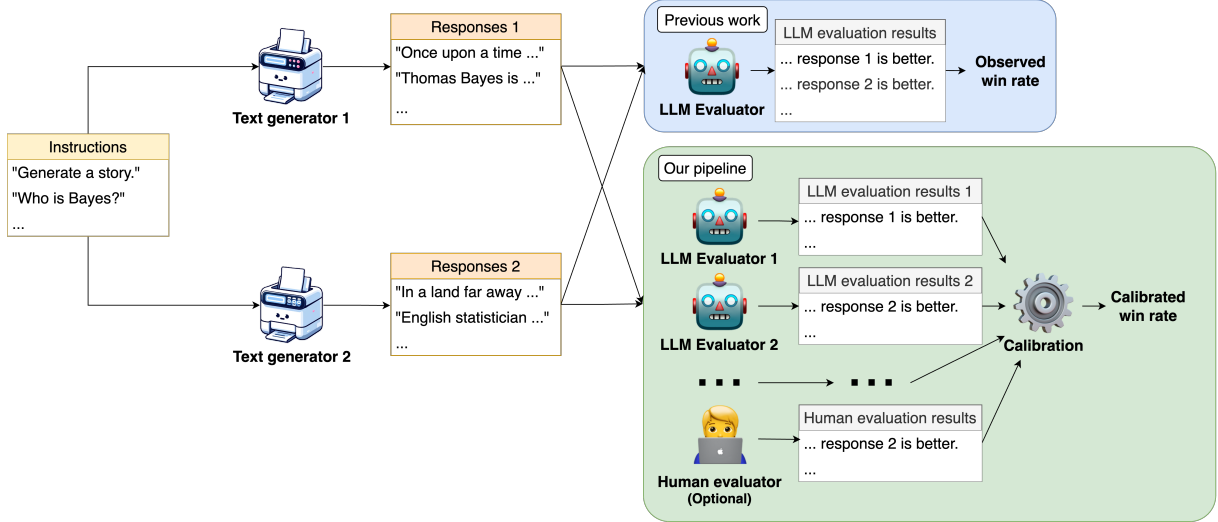 Instructions
"Generate a story."
"Who is Bayes?"
...
Text generator 1
Responses 1
"Once upon a time ..."
"Thomas Bayes is ..."
...
Text generator 2
Responses 2
"In a land far away ..."
"English statistician ..."
...
Previous work
LLM Evaluator
LLM evaluation results
... response 1 is better.
... response 2 is better.
...
Observed
win rate
Our pipeline
LLM Evaluator 1
LLM evaluation results 1
... response 1 is better.
...
LLM Evaluator 2
LLM evaluation results 2
... response 2 is better.
...
Human evaluator
(Optional)
Human evaluation results
... response 2 is better.
...
Calibration
Calibrated
win rate